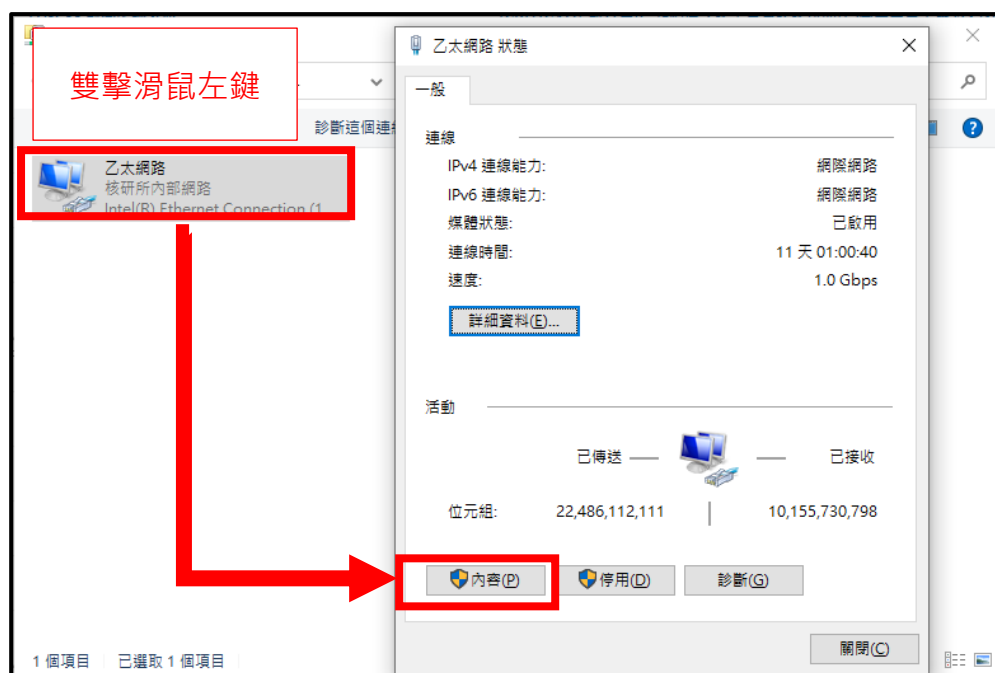 雙擊滑鼠左鍵
診斷這個連
乙太網路
核研所內部網路
Intel(R) Ethernet Connection (1
1 個項目
已選取 1 個項目
乙太網路 狀態
一般
連線
IPv4 連線能力: 網際網路
IPv6 連線能力: 網際網路
媒體狀態: 已啟用
連線時間: 11 天 01:00:40
速度: 1.0 Gbps
詳細資料(E)...
活動
已傳送 已接收
位元組: 22,486,112,111 10,155,730,798
內容(P) 停用(D) 診斷(G)
關閉(C)